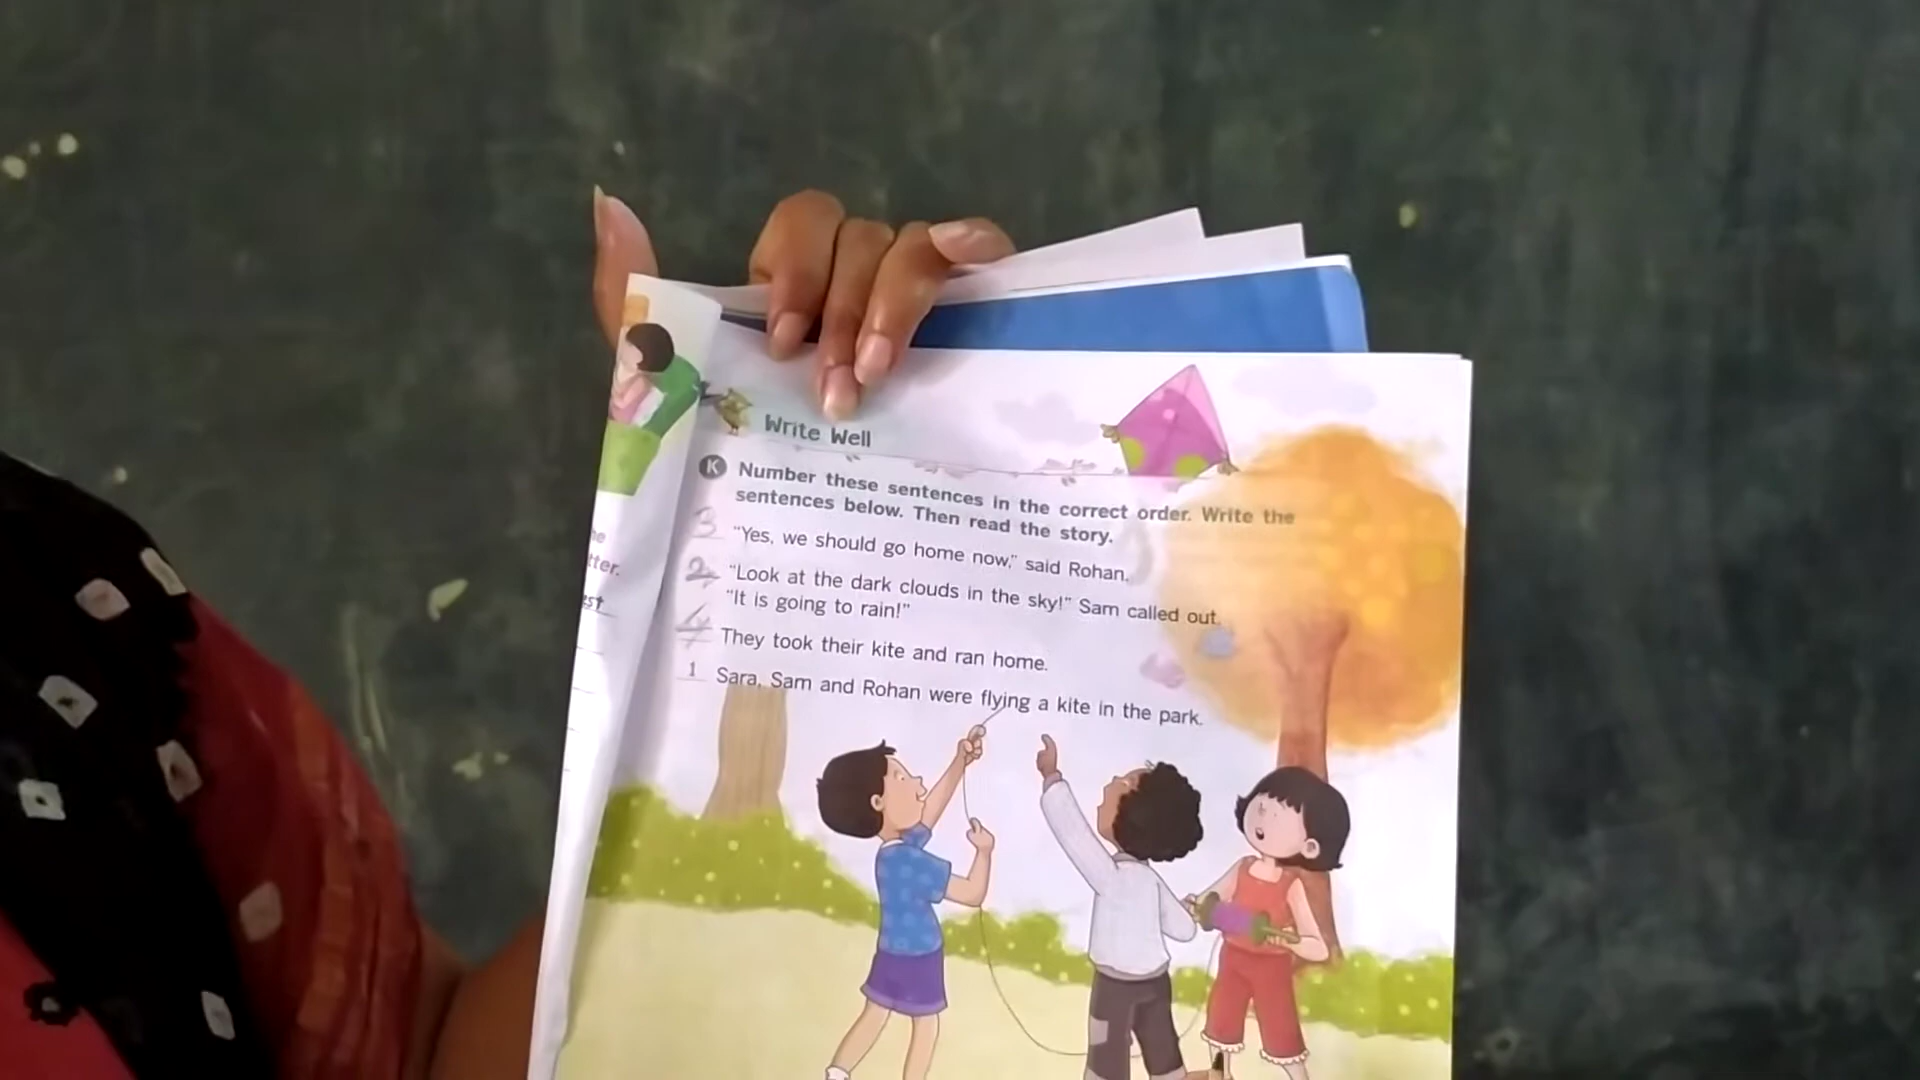 Write Well
K Number these sentences in the correct order. Write the
sentences below. Then read the story.
3 "Yes, we should go home now," said Rohan.
2 "Look at the dark clouds in the sky!" Sam called out.
"It is going to rain!"
4 They took their kite and ran home.
1 Sara, Sam and Rohan were flying a kite in the park.